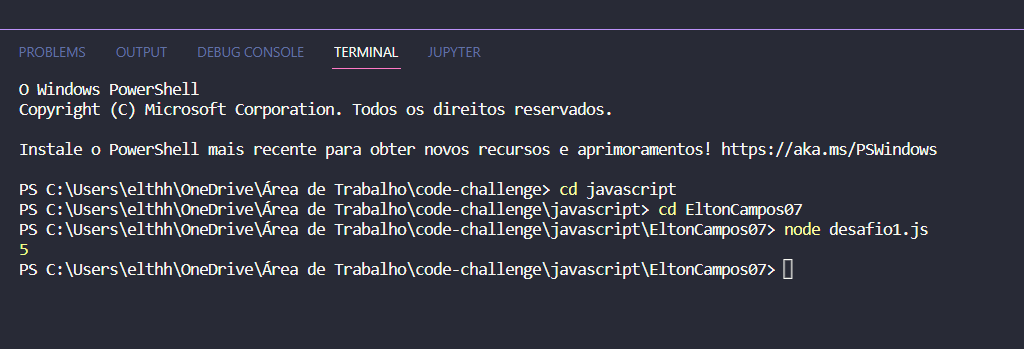 PROBLEMS OUTPUT DEBUG CONSOLE TERMINAL JUPYTER
O Windows PowerShell
Copyright (C) Microsoft Corporation. Todos os direitos reservados.
Instale o PowerShell mais recente para obter novos recursos e aprimoramentos! https://aka.ms/PSWindows
PS C:\Users\elthh\OneDrive\Área de Trabalho\code-challenge> cd javascript
PS C:\Users\elthh\OneDrive\Área de Trabalho\code-challenge\javascript> cd EltonCampos07
PS C:\Users\elthh\OneDrive\Área de Trabalho\code-challenge\javascript\EltonCampos07> node desafio1.js
5
PS C:\Users\elthh\OneDrive\Área de Trabalho\code-challenge\javascript\EltonCampos07>